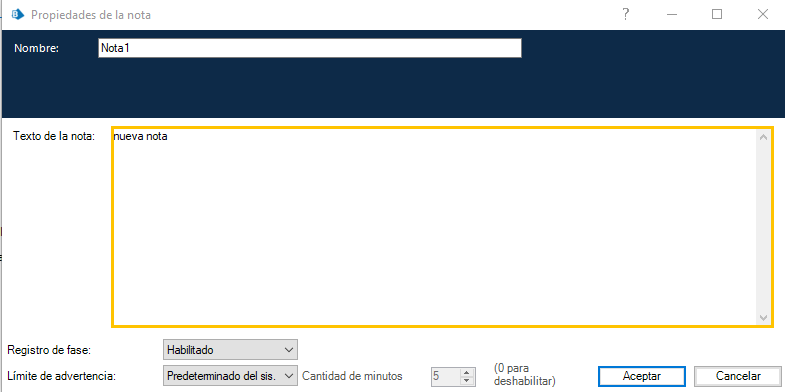 Propiedades de la nota
Nombre: Nota1
Texto de la nota: nueva nota
Registro de fase: Habilitado
Límite de advertencia: Predeterminado del sis. Cantidad de minutos 5 (0 para
deshabilitar)
Aceptar Cancelar